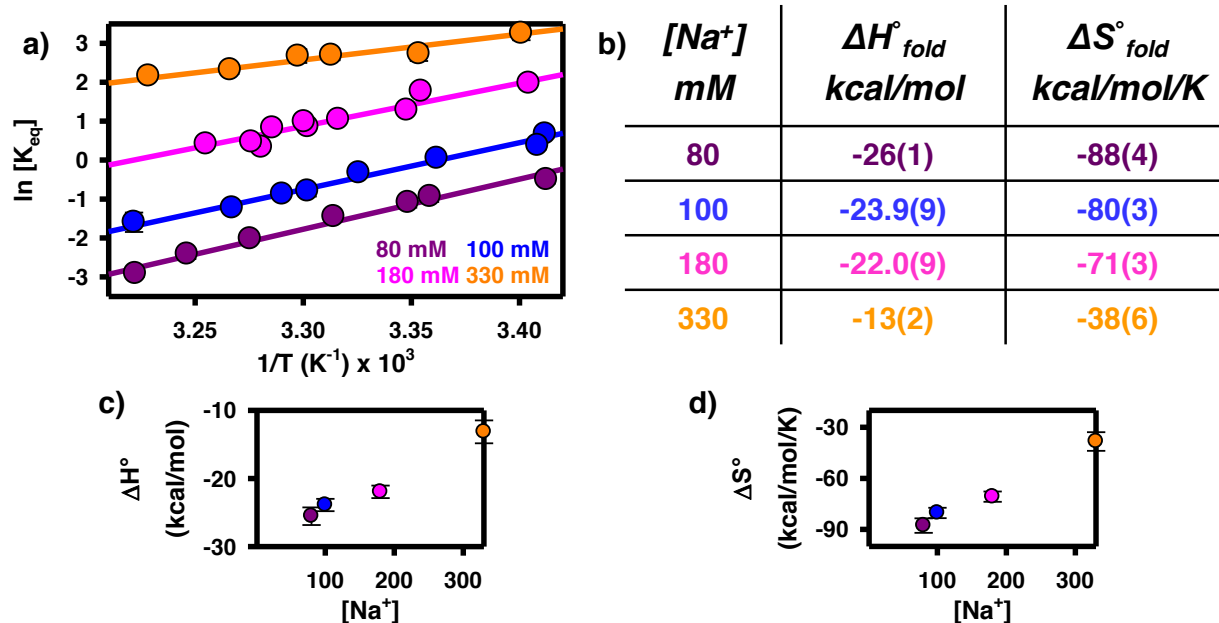 a)
ln [K_eq]
3
2
1
0
-1
-2
-3
80 mM 100 mM
180 mM 330 mM
3.25 3.30 3.35 3.40
1/T (K⁻¹) x 10³
b)
[Na⁺] ΔH°fold ΔS°fold
mM kcal/mol kcal/mol/K
80 -26(1) -88(4)
100 -23.9(9) -80(3)
180 -22.0(9) -71(3)
330 -13(2) -38(6)
c)
ΔH°
(kcal/mol)
-10
-20
-30
100 200 300
[Na⁺]
d)
ΔS°
(kcal/mol/K)
-30
-60
-90
100 200 300
[Na⁺]